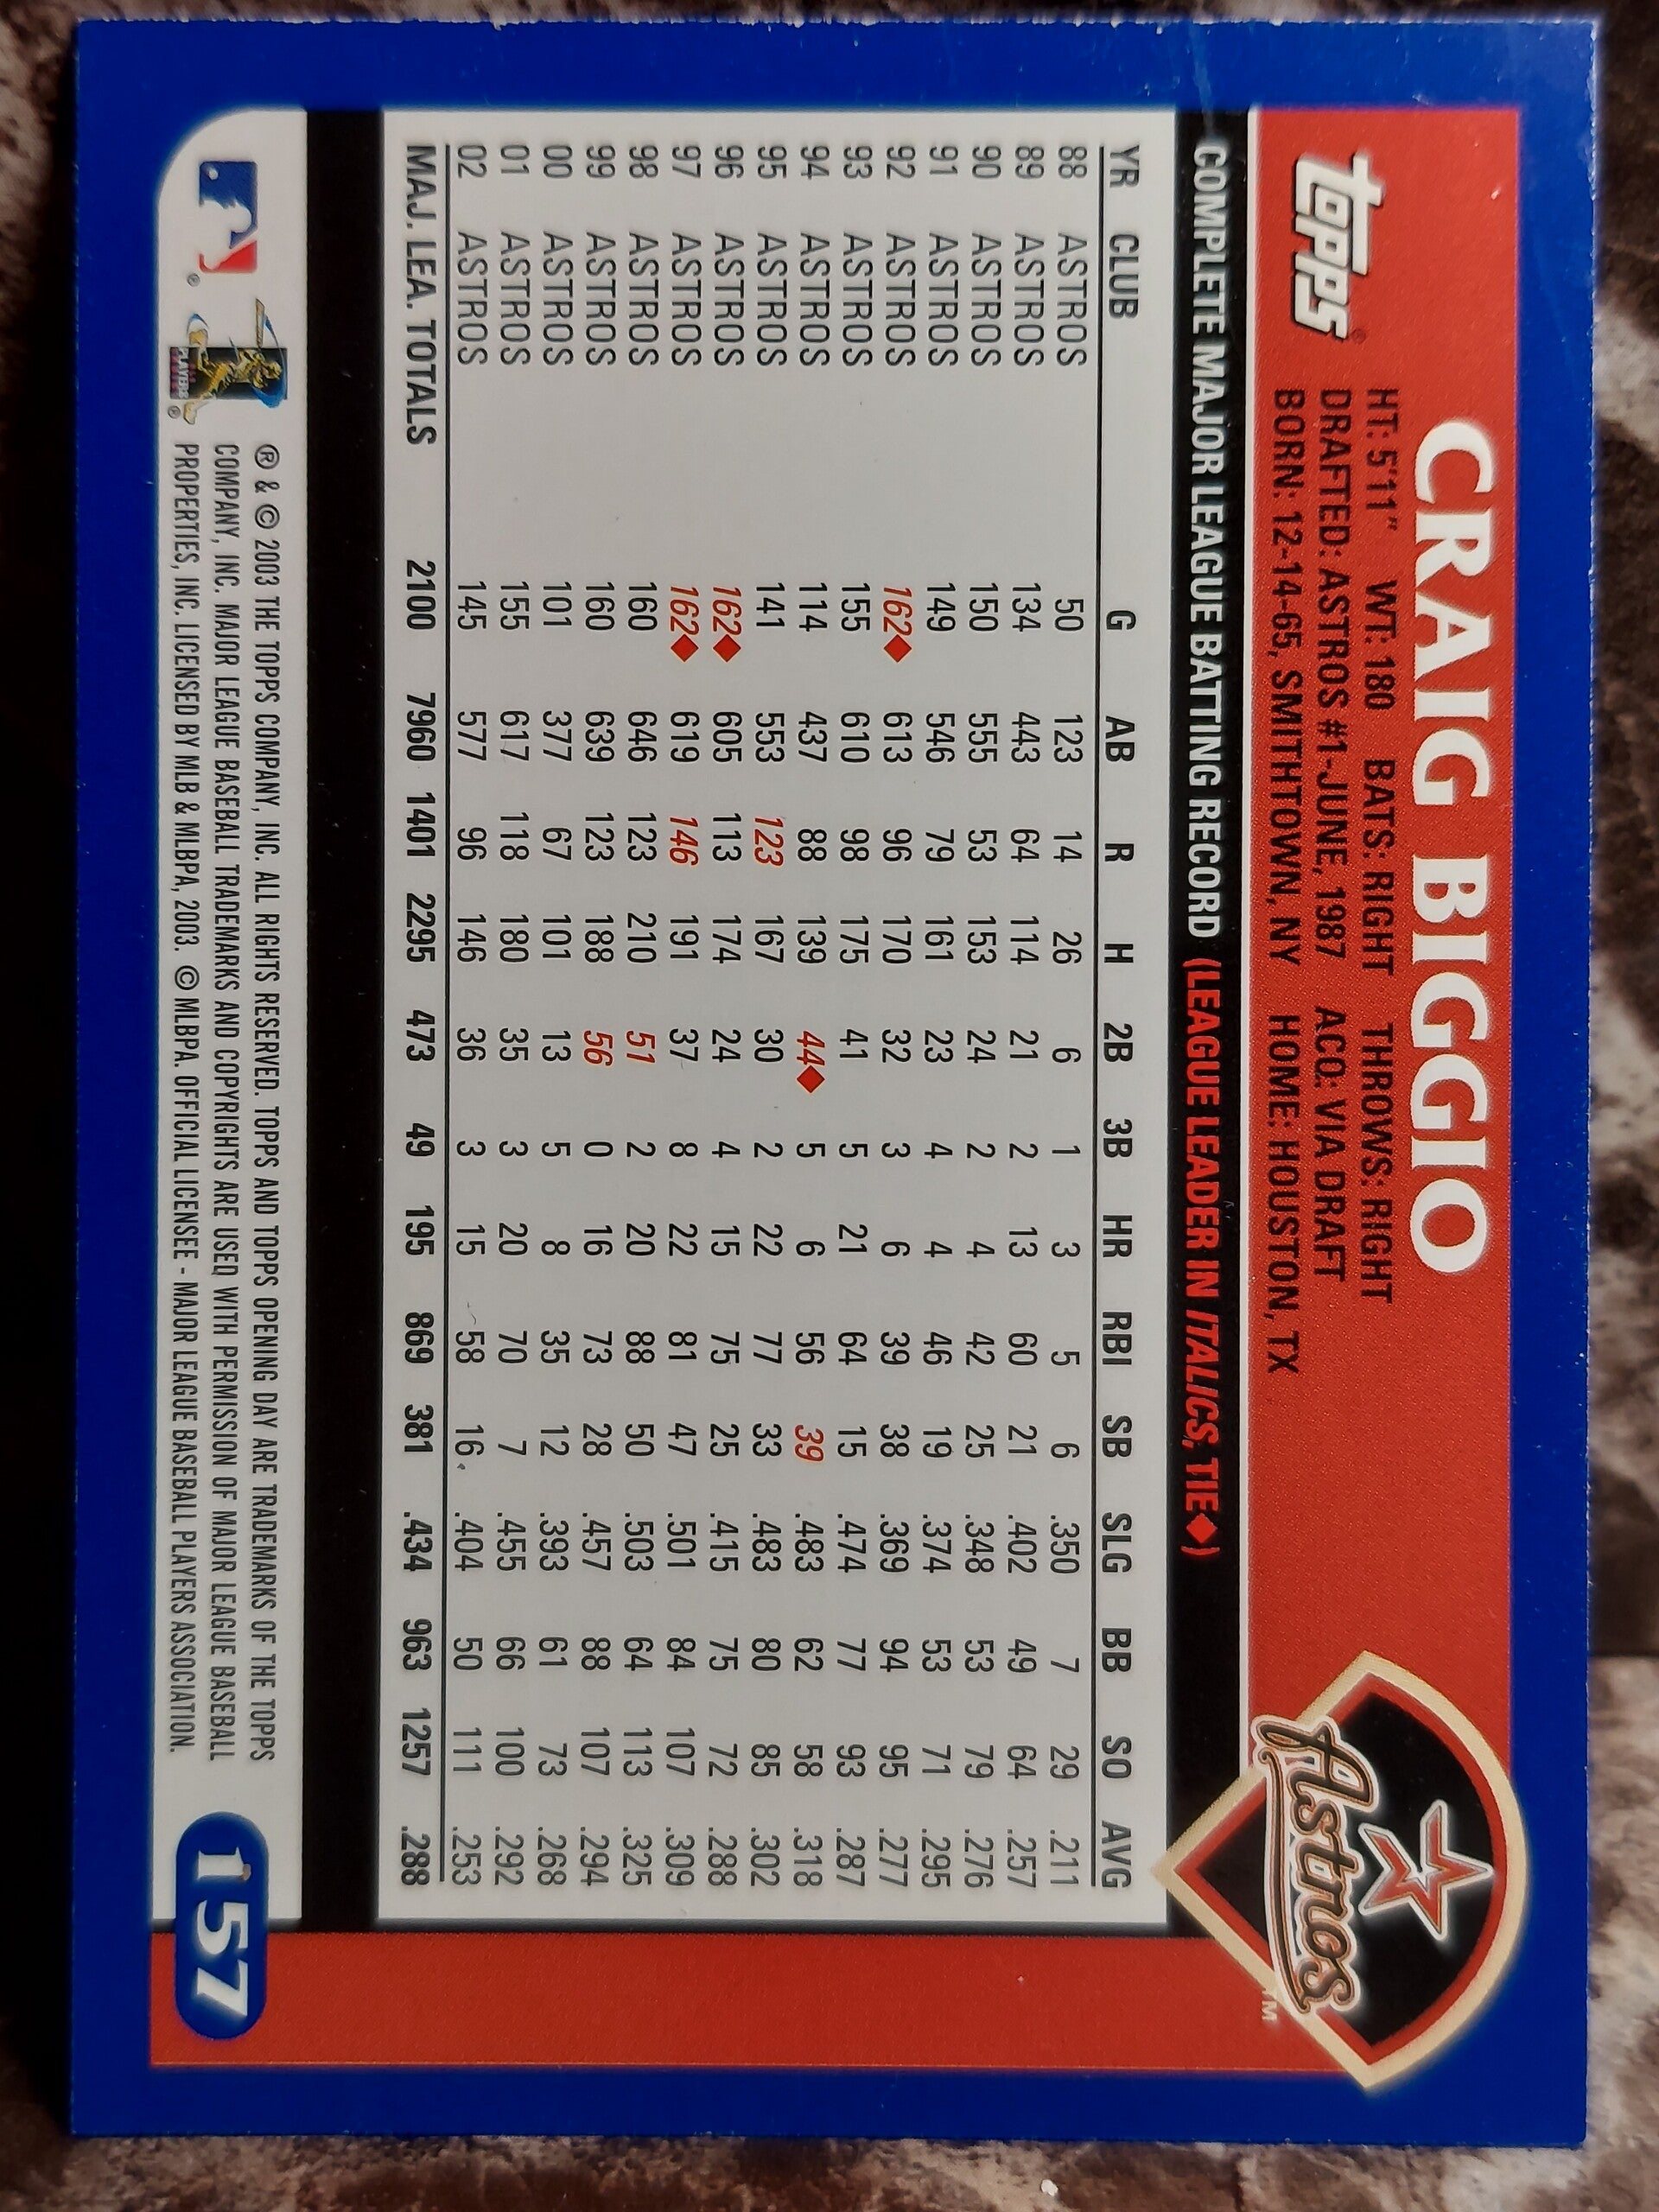 topps®
CRAIG BIGGIO
HT: 5'11" WT: 180 BATS: RIGHT THROWS: RIGHT
DRAFTED: ASTROS #1-JUNE, 1987 ACQ: VIA DRAFT
BORN: 12-14-65, SMITHTOWN, NY HOME: HOUSTON, TX
Astros™
COMPLETE MAJOR LEAGUE BATTING RECORD (LEAGUE LEADER IN ITALICS, TIE◆)
YR CLUB G AB R H 2B 3B HR RBI SB SLG BB SO AVG
88 ASTROS 50 123 14 26 6 1 3 5 6 .350 7 29 .211
89 ASTROS 134 443 64 114 21 2 13 60 21 .402 49 64 .257
90 ASTROS 150 555 53 153 24 2 4 42 25 .348 53 79 .276
91 ASTROS 149 546 79 161 23 4 4 46 19 .374 53 71 .295
92 ASTROS 162◆ 613 96 170 32 3 6 39 38 .369 94 95 .277
93 ASTROS 155 610 98 175 41 5 21 64 15 .474 77 93 .287
94 ASTROS 114 437 88 139 44◆ 5 6 56 39 .483 62 58 .318
95 ASTROS 141 553 123 167 30 2 22 77 33 .483 80 85 .302
96 ASTROS 162◆ 605 113 174 24 4 15 75 25 .415 75 72 .288
97 ASTROS 162◆ 619 146 191 37 8 22 81 47 .501 84 107 .309
98 ASTROS 160 646 123 210 51 2 20 88 50 .503 64 113 .325
99 ASTROS 160 639 123 188 56 0 16 73 28 .457 88 107 .294
00 ASTROS 101 377 67 101 13 5 8 35 12 .393 61 73 .268
01 ASTROS 155 617 118 180 35 3 20 70 7 .455 66 100 .292
02 ASTROS 145 577 96 146 36 3 15 58 16 .404 50 111 .253
MAJ. LEA. TOTALS 2100 7960 1401 2295 473 49 195 869 381 .434 963 1257 .288
® PLAYERS ®
® & © 2003 THE TOPPS COMPANY, INC. ALL RIGHTS RESERVED. TOPPS AND TOPPS OPENING DAY ARE TRADEMARKS OF THE TOPPS
COMPANY, INC. MAJOR LEAGUE BASEBALL TRADEMARKS AND COPYRIGHTS ARE USED WITH PERMISSION OF MAJOR LEAGUE BASEBALL
PROPERTIES, INC. LICENSED BY MLB & MLBPA, 2003. © MLBPA. OFFICIAL LICENSEE - MAJOR LEAGUE BASEBALL PLAYERS ASSOCIATION.
157